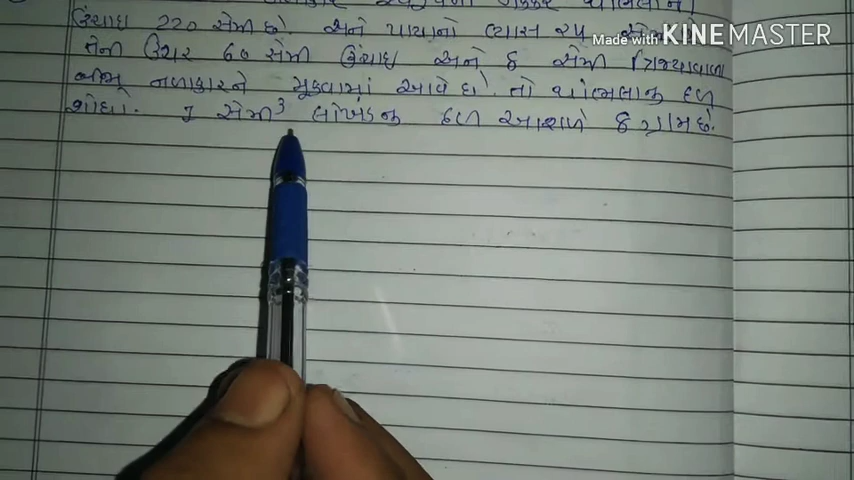 ઉંચાઇ 220 સેમી છે અને પાયાનો વ્યાસ 24
Made with KINEMASTER
તેની ઉપર 60 સેમી ઉંચાઇ અને 8 સેમી ત્રિજ્યાવાળા
બીજા નળાકારને મૂકવામાં આવે છે. તો થાંભલાનુ દળ
શોધો. 1 સેમી³ લોખંડનુ દળ આશરે 8 ગ્રામ છે.